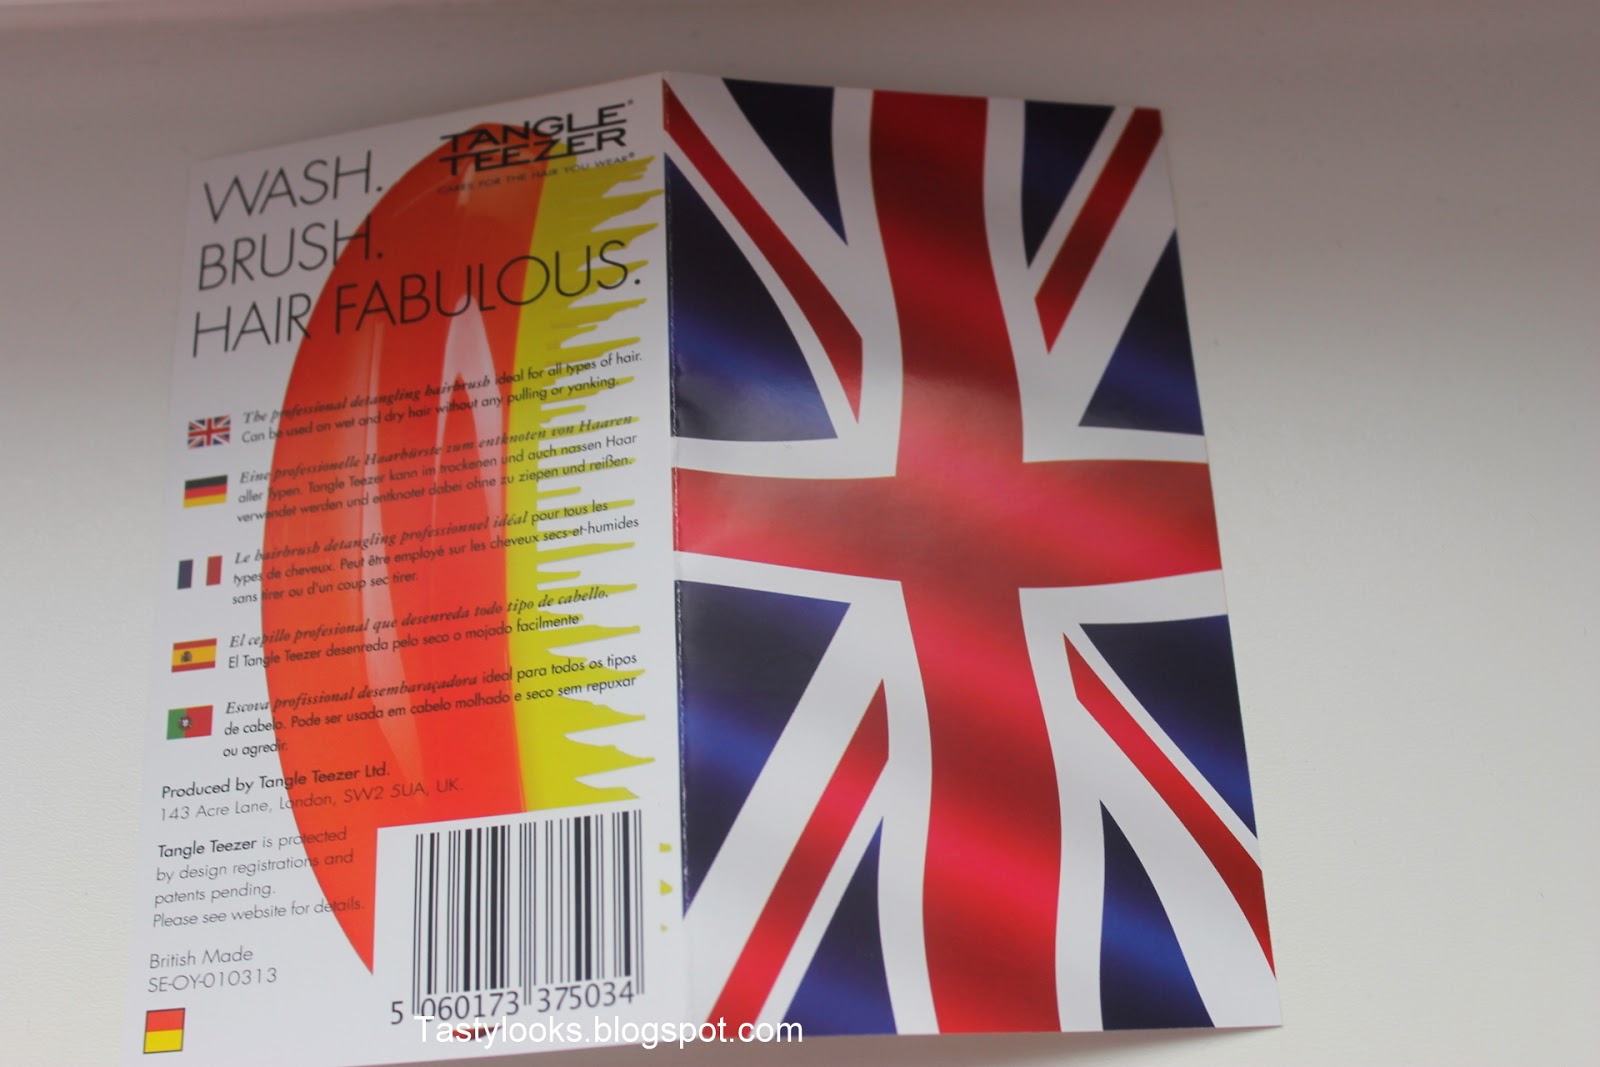 TANGLE
TEEZER®
CARES FOR THE HAIR YOU WEAR®
WASH.
BRUSH.
HAIR FABULOUS.
The professional detangling hairbrush ideal for all types of hair.
Can be used on wet and dry hair without any pulling or yanking.
Eine professionelle Haarbürste zum entknoten von Haaren
aller Typen. Tangle Teezer kann im trockenen und auch nassen Haar
verwendet werden und entknotet dabei ohne zu ziepen und reißen.
Le hairbrush detangling professionnel idéal pour tous les
types de cheveux. Peut être employé sur les cheveux secs-et-humides
sans tirer ou d'un coup sec tirer.
El cepillo profesional que desenreda todo tipo de cabello.
El Tangle Teezer desenreda pelo seco o mojado facilmente
Escova profissional desembaraçadora ideal para todos os tipos
de cabelo. Pode ser usada em cabelo molhado e seco sem repuxar
ou agredir.
Produced by Tangle Teezer Ltd.
143 Acre Lane, London, SW2 5UA, UK.
Tangle Teezer is protected
by design registrations and
patents pending.
Please see website for details.
British Made
SE-OY-010313
5 060173 375034
Tastylooks.blogspot.com